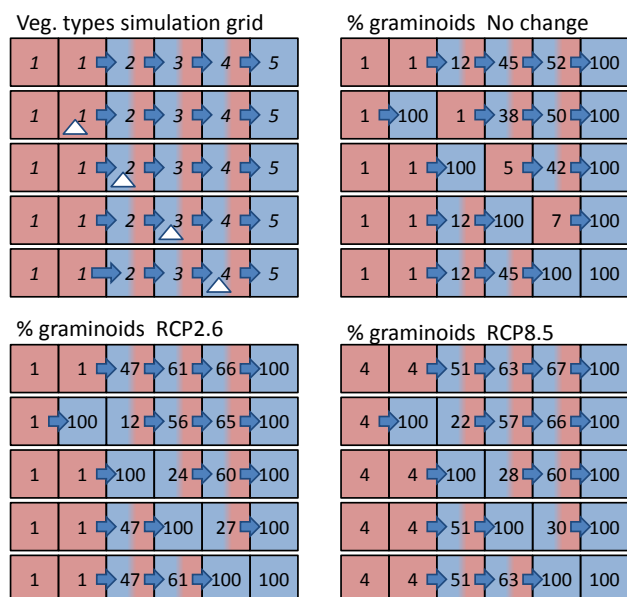 Veg. types simulation grid
1 1 2 3 4 5
1 1 2 3 4 5
1 1 2 3 4 5
1 1 2 3 4 5
1 1 2 3 4 5
% graminoids No change
1 1 12 45 52 100
1 100 1 38 50 100
1 1 100 5 42 100
1 1 12 100 7 100
1 1 12 45 100 100
% graminoids RCP2.6
1 1 47 61 66 100
1 100 12 56 65 100
1 1 100 24 60 100
1 1 47 100 27 100
1 1 47 61 100 100
% graminoids RCP8.5
4 4 51 63 67 100
4 100 22 57 66 100
4 4 100 28 60 100
4 4 51 100 30 100
4 4 51 63 100 100